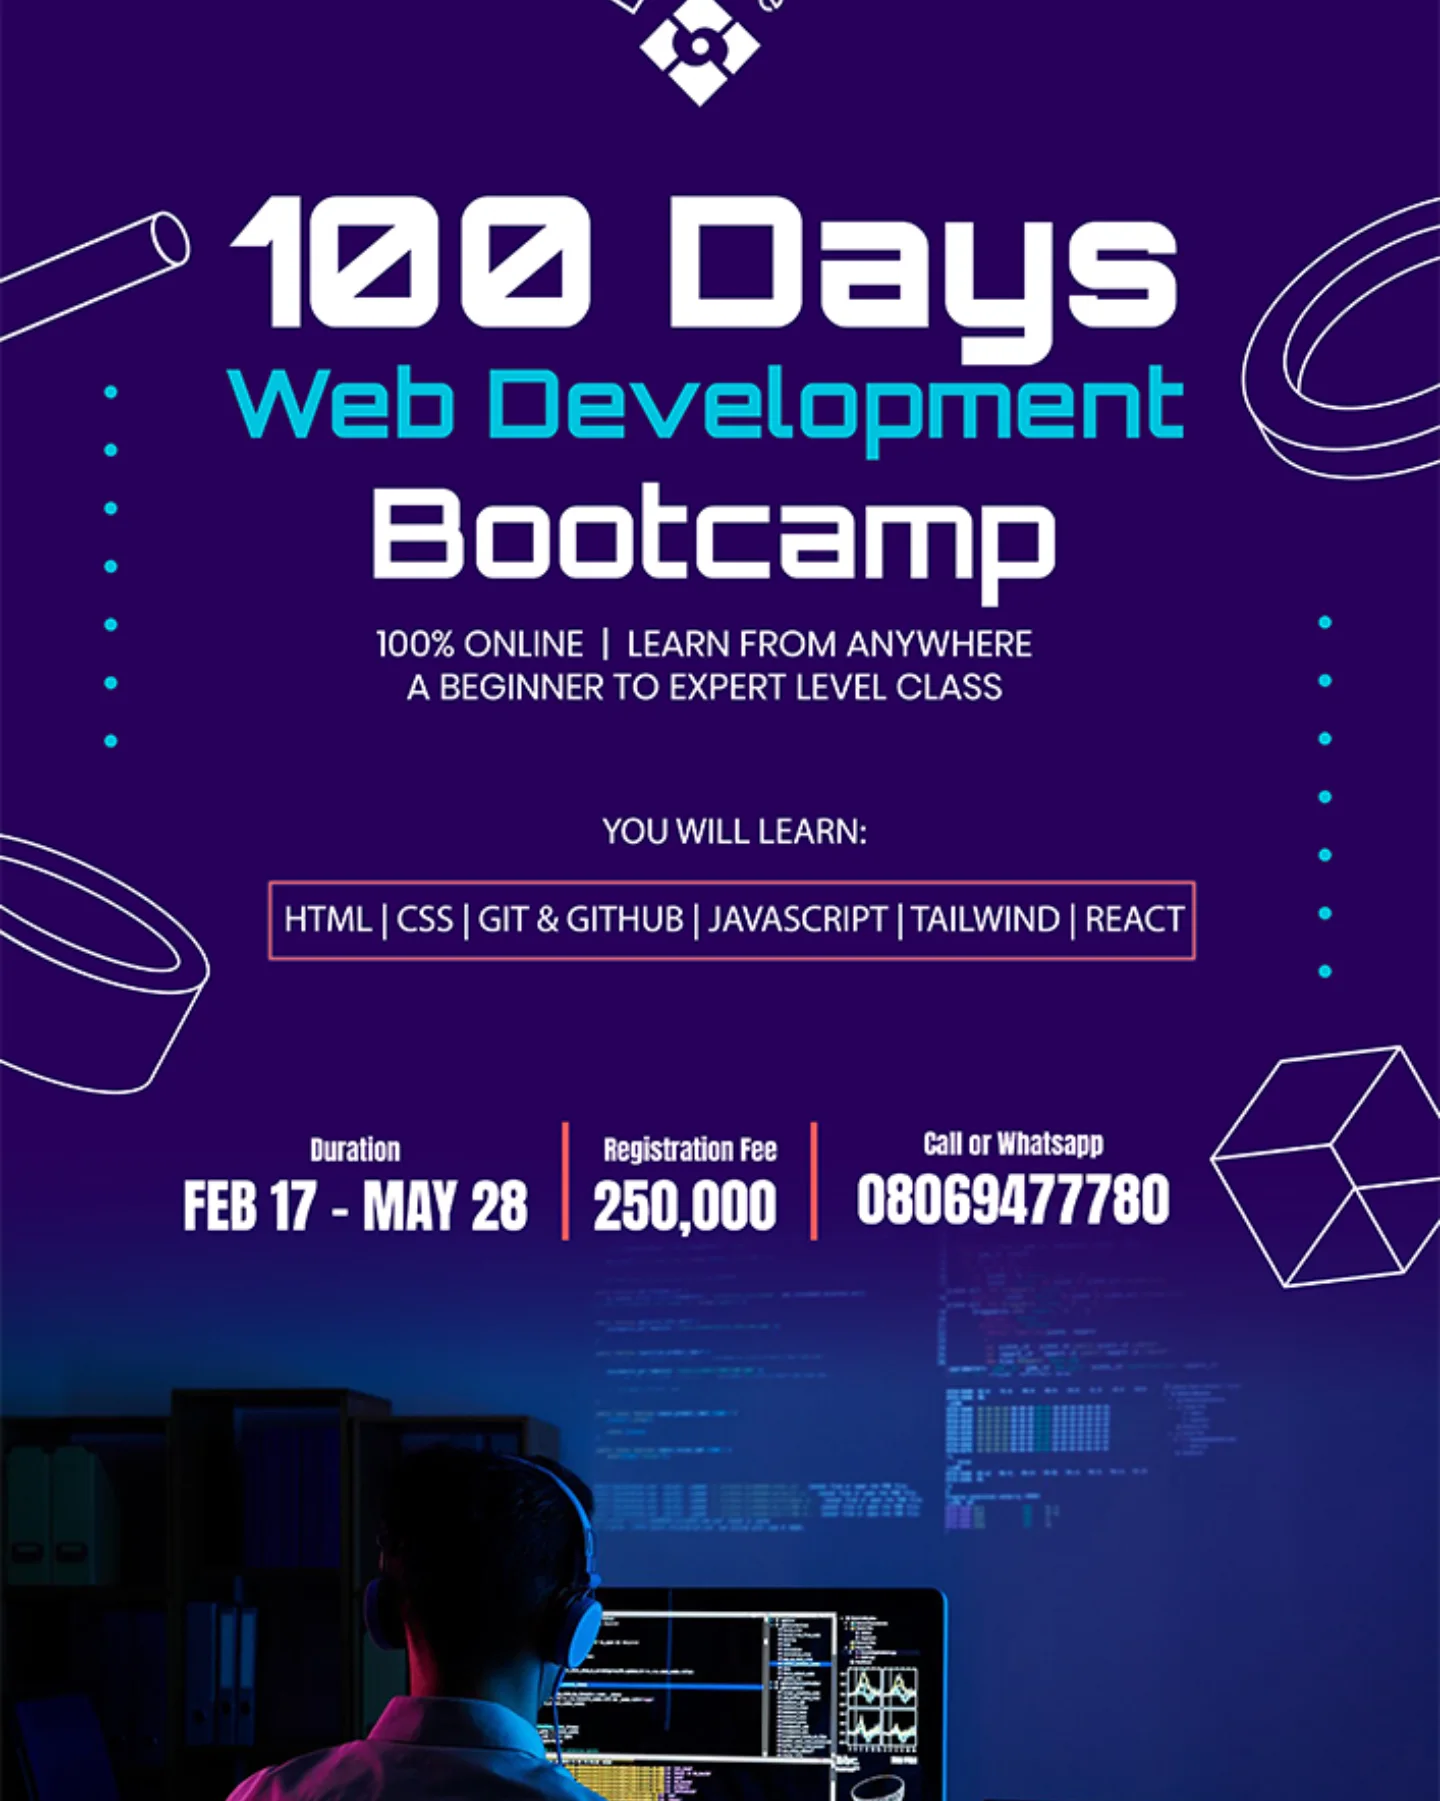 100 Days
Web Development
Bootcamp
100% ONLINE | LEARN FROM ANYWHERE
A BEGINNER TO EXPERT LEVEL CLASS
YOU WILL LEARN:
HTML | CSS | GIT & GITHUB | JAVASCRIPT | TAILWIND | REACT
Duration
FEB 17 - MAY 28
Registration Fee
250,000
Call or Whatsapp
08069477780